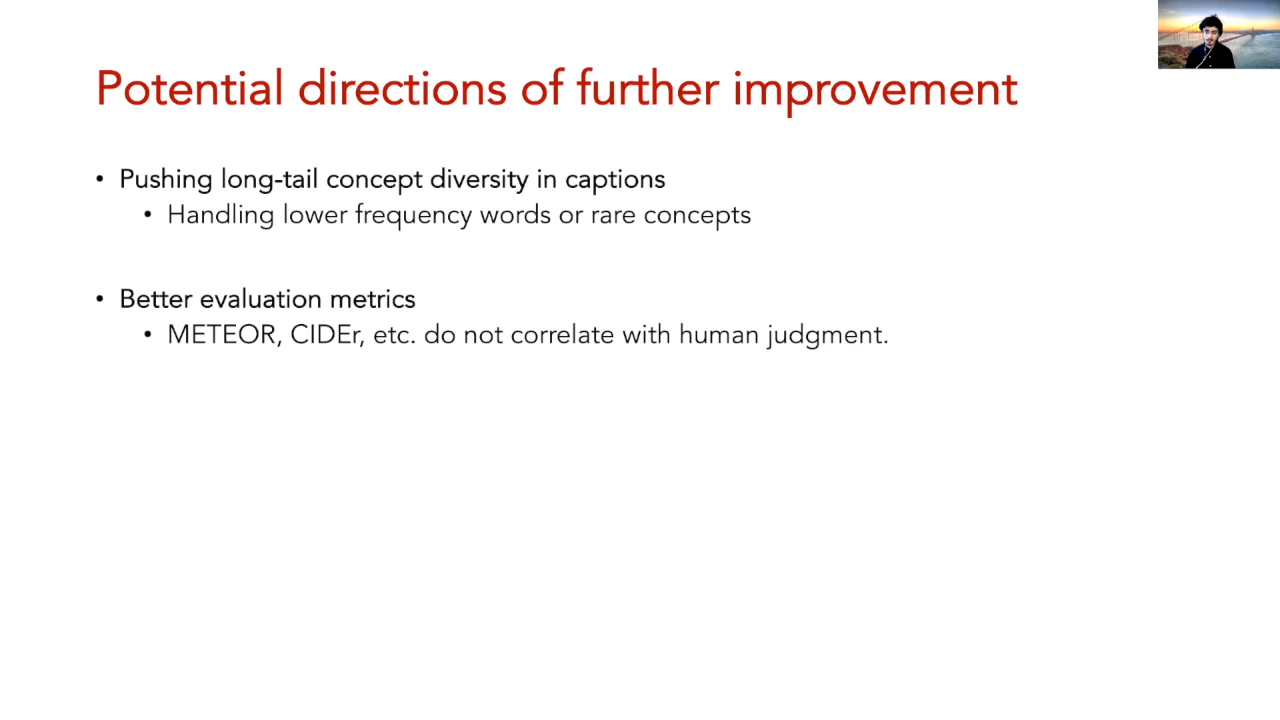 Potential directions of further improvement
• Pushing long-tail concept diversity in captions
• Handling lower frequency words or rare concepts
• Better evaluation metrics
• METEOR, CIDEr, etc. do not correlate with human judgment.